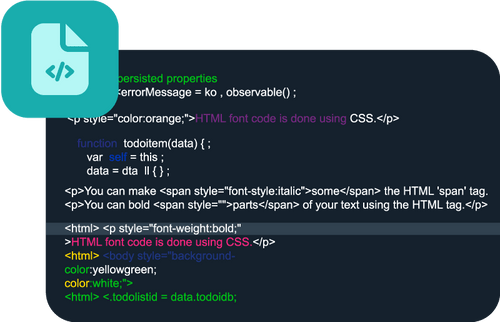 </>
persisted properties
<errorMessage = ko , observable() ;
<p style="color:orange;">HTML font code is done using CSS.</p>
function todoitem(data) { ;
var self = this ;
data = dta ll { } ;
<p>You can make <span style="font-style:italic">some</span> the HTML 'span' tag.
<p>You can bold <span style="">parts</span> of your text using the HTML tag.</p>
<html> <p style="font-weight:bold;"
>HTML font code is done using CSS.</p>
<html> <body style="background-
color:yellowgreen;
color:white;">
<html> <.todolistid = data.todoidb;